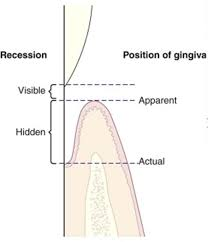 Recession
Position of gingiva
Visible
Apparent
Hidden
Actual